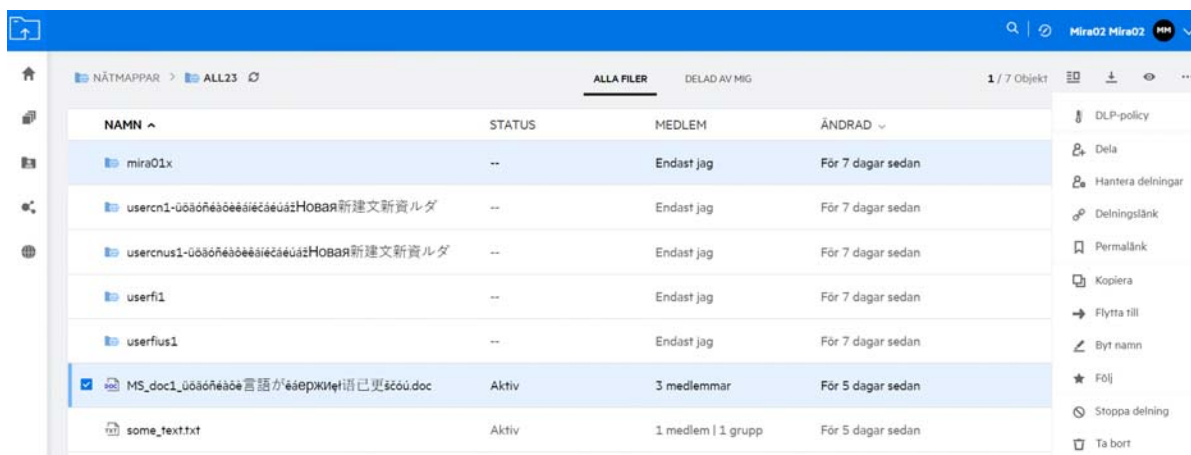 Mira02 Mira02 MM
NÄTMAPPAR > ALL23 ALLA FILER DELAD AV MIG 1 / 7 Objekt ...
NAMN STATUS MEDLEM ÄNDRAD
mira01x -- Endast jag För 7 dagar sedan
-- Endast jag För 7 dagar sedan
-- Endast jag För 7 dagar sedan
userfi1 -- Endast jag För 7 dagar sedan
userfius1 -- Endast jag För 7 dagar sedan
DOC Aktiv 3 medlemmar För 5 dagar sedan
TXT some_text.txt Aktiv 1 medlem | 1 grupp För 5 dagar sedan
DLP-policy
Dela
Hantera delningar
Delningslänk
Permalänk
Kopiera
Flytta till
Byt namn
Följ
Stoppa delning
Ta bort